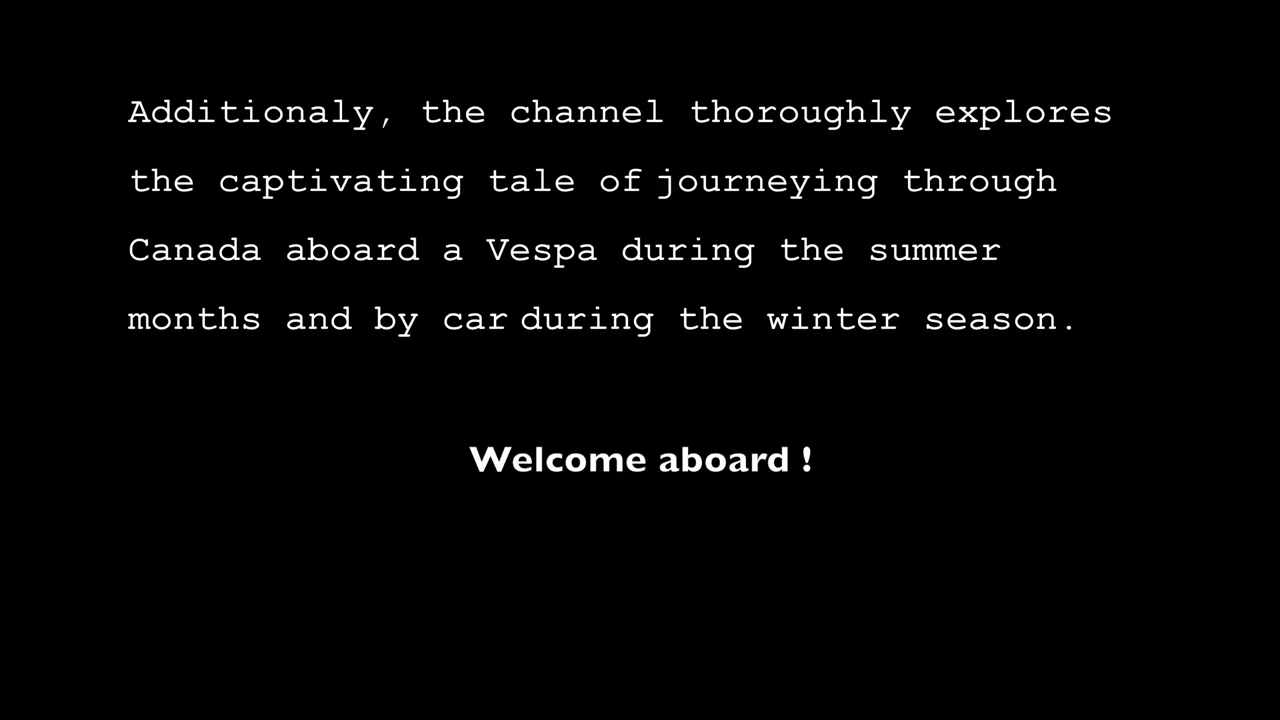 Additionaly, the channel thoroughly explores
the captivating tale of journeying through
Canada aboard a Vespa during the summer
months and by car during the winter season.
Welcome aboard !